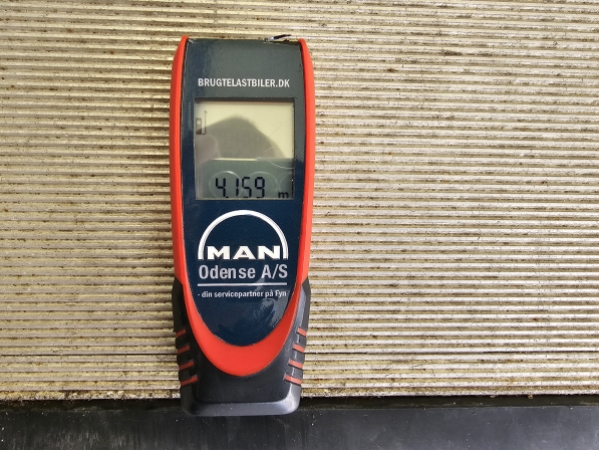 BRUGTELASTBILER.DK
4.159 m
MAN
Odense A/S
- din servicepartner på Fyn